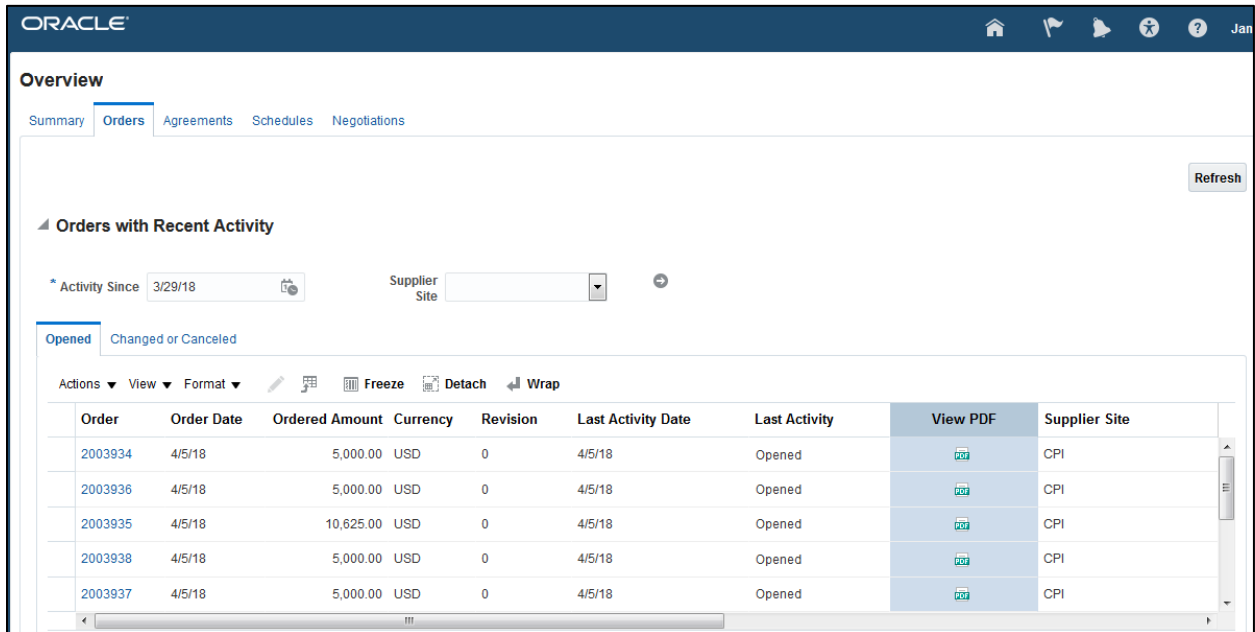 ORACLE
Jan
Overview
Summary Orders Agreements Schedules Negotiations
Refresh
Orders with Recent Activity
* Activity Since 3/29/18 Supplier Site
Opened Changed or Canceled
Actions View Format Freeze Detach Wrap
Order Order Date Ordered Amount Currency Revision Last Activity Date Last Activity View PDF Supplier Site
2003934 4/5/18 5,000.00 USD 0 4/5/18 Opened PDF CPI
2003936 4/5/18 5,000.00 USD 0 4/5/18 Opened PDF CPI
2003935 4/5/18 10,625.00 USD 0 4/5/18 Opened PDF CPI
2003938 4/5/18 5,000.00 USD 0 4/5/18 Opened PDF CPI
2003937 4/5/18 5,000.00 USD 0 4/5/18 Opened PDF CPI